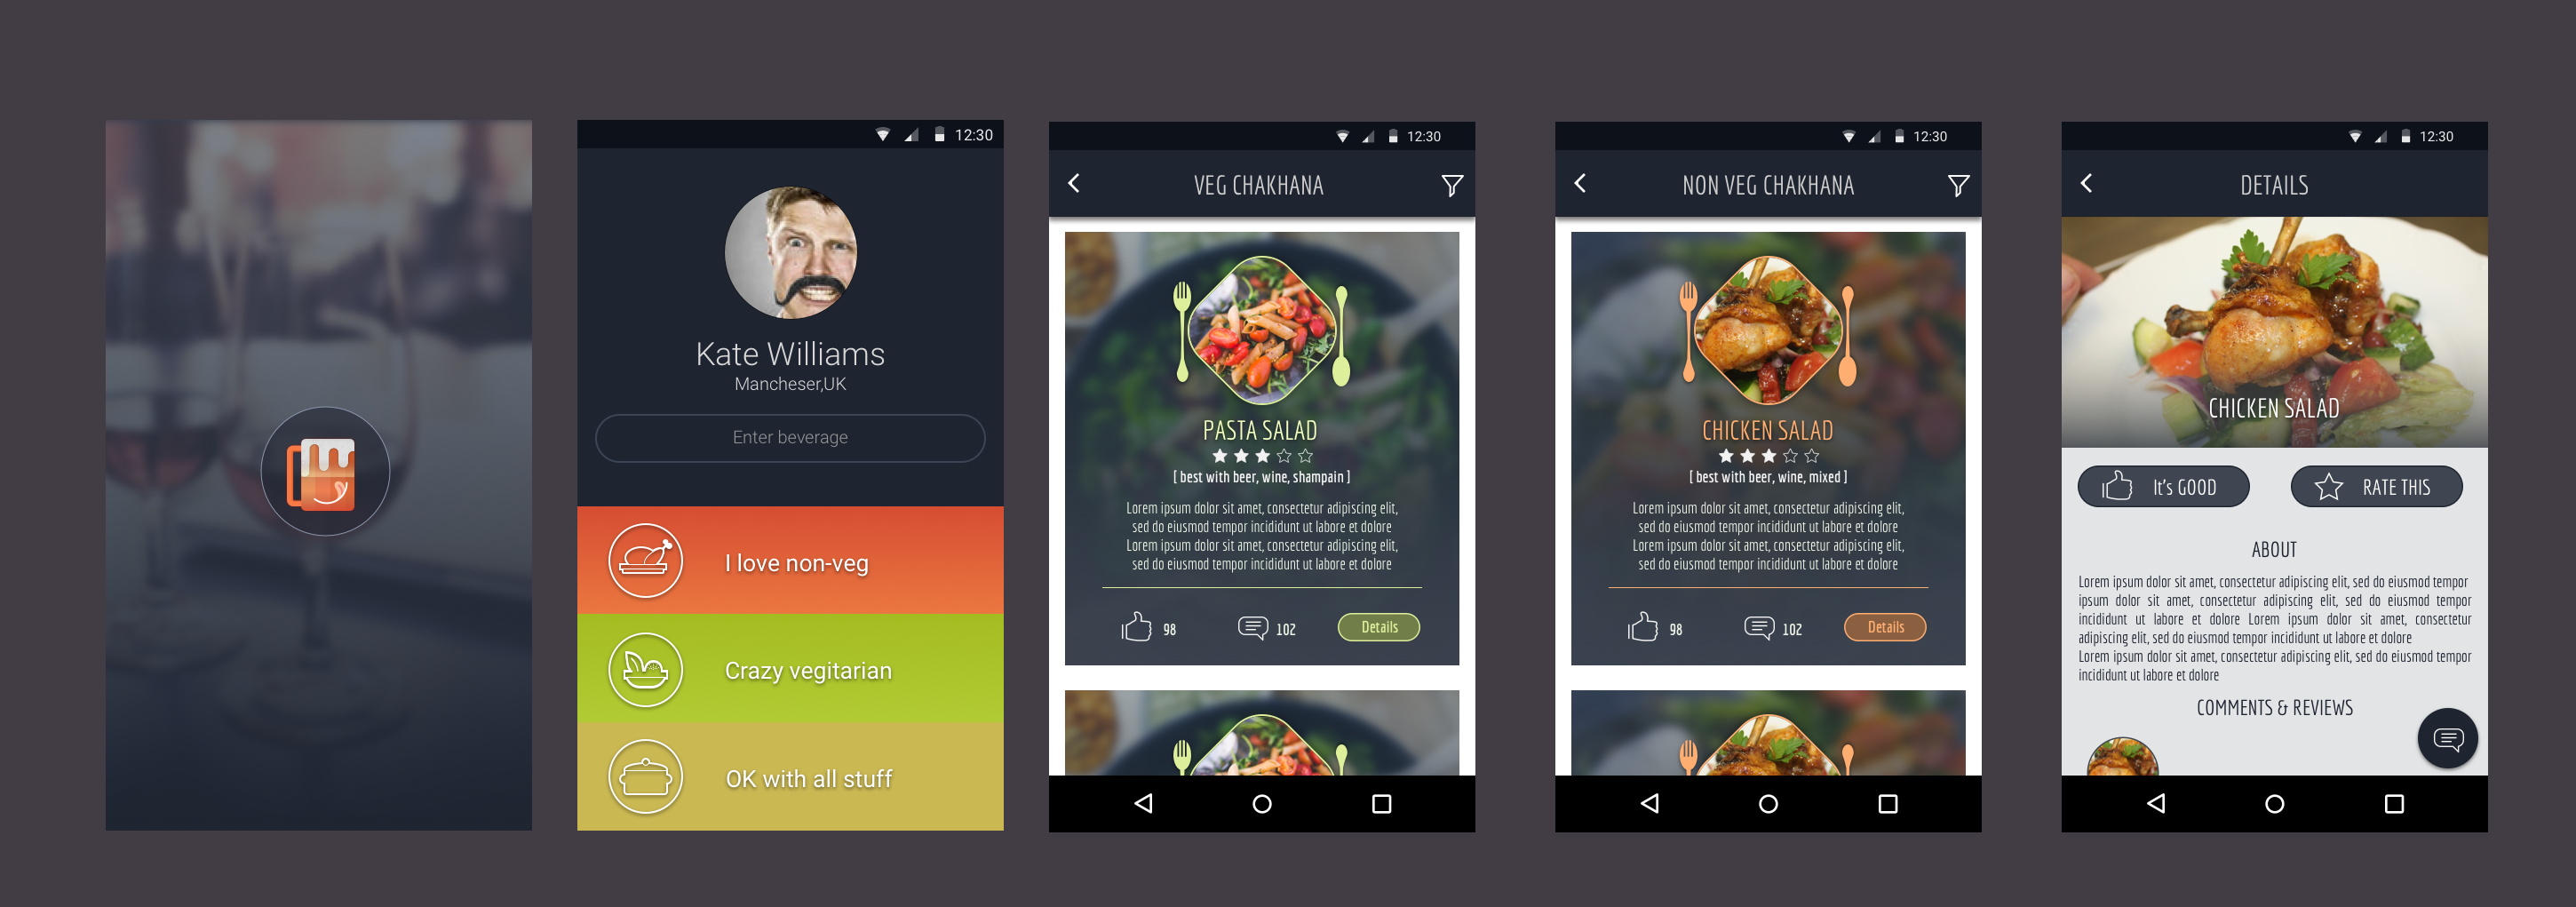 12:30
Kate Williams
Mancheser,UK
Enter beverage
I love non-veg
Crazy vegitarian
OK with all stuff
12:30
VEG CHAKHANA
PASTA SALAD
[ best with beer, wine, shampain ]
Lorem ipsum dolor sit amet, consectetur adipiscing elit,
sed do eiusmod tempor incididunt ut labore et dolore
Lorem ipsum dolor sit amet, consectetur adipiscing elit,
sed do eiusmod tempor incididunt ut labore et dolore
98 102 Details
12:30
NON VEG CHAKHANA
CHICKEN SALAD
[ best with beer, wine, mixed ]
Lorem ipsum dolor sit amet, consectetur adipiscing elit,
sed do eiusmod tempor incididunt ut labore et dolore
Lorem ipsum dolor sit amet, consectetur adipiscing elit,
sed do eiusmod tempor incididunt ut labore et dolore
98 102 Details
12:30
DETAILS
CHICKEN SALAD
It's GOOD RATE THIS
ABOUT
Lorem ipsum dolor sit amet, consectetur adipiscing elit, sed do eiusmod tempor
ipsum dolor sit amet, consectetur adipiscing elit, sed do eiusmod tempor
incididunt ut labore et dolore Lorem ipsum dolor sit amet, consectetur
adipiscing elit, sed do eiusmod tempor incididunt ut labore et dolore
Lorem ipsum dolor sit amet, consectetur adipiscing elit, sed do eiusmod tempor
incididunt ut labore et dolore
COMMENTS & REVIEWS